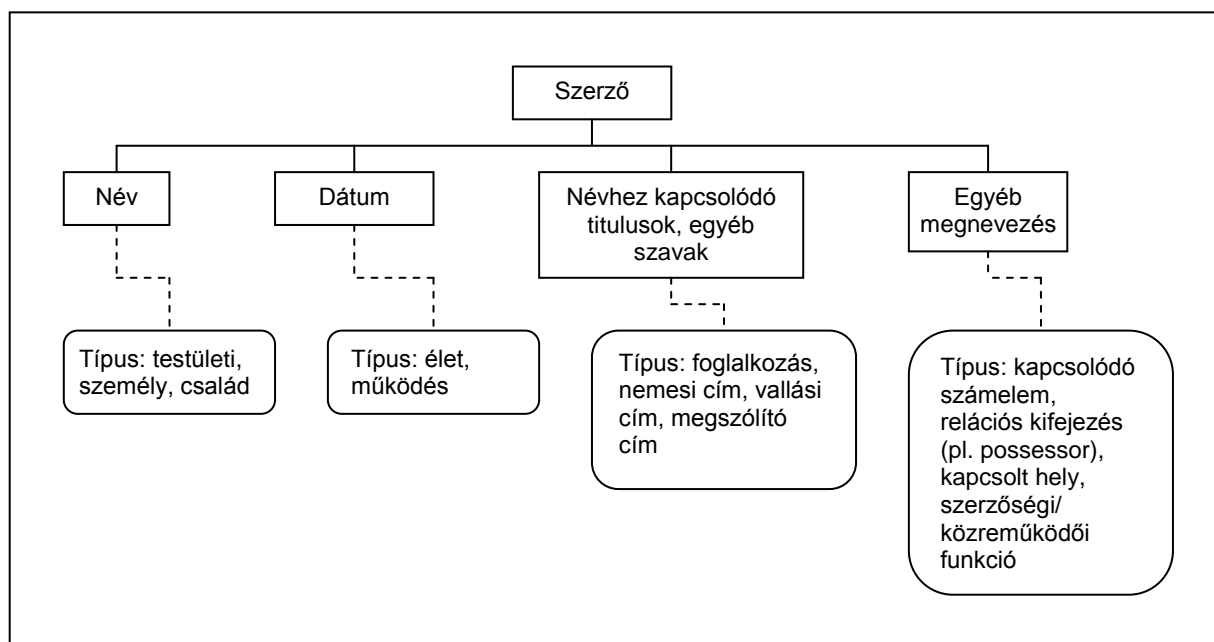 Szerző
Név
Dátum
Névhez kapcsolódó
titulusok, egyéb
szavak
Egyéb
megnevezés
Típus: testületi,
személy, család
Típus: élet,
működés
Típus: foglalkozás,
nemesi cím, vallási
cím, megszólító
cím
Típus: kapcsolódó
számelem,
relációs kifejezés
(pl. possessor),
kapcsolt hely,
szerzőségi/
közreműködői
funkció